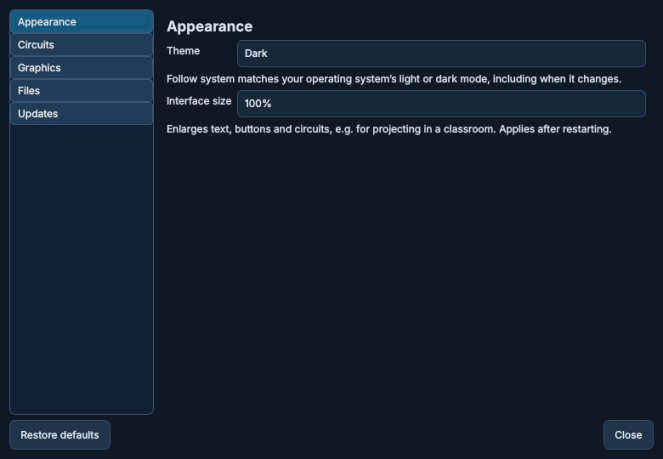 Appearance
Circuits
Graphics
Files
Updates
Appearance
Theme
Dark
Follow system matches your operating system's light or dark mode, including when it changes.
Interface size
100%
Enlarges text, buttons and circuits, e.g. for projecting in a classroom. Applies after restarting.
Restore defaults
Close